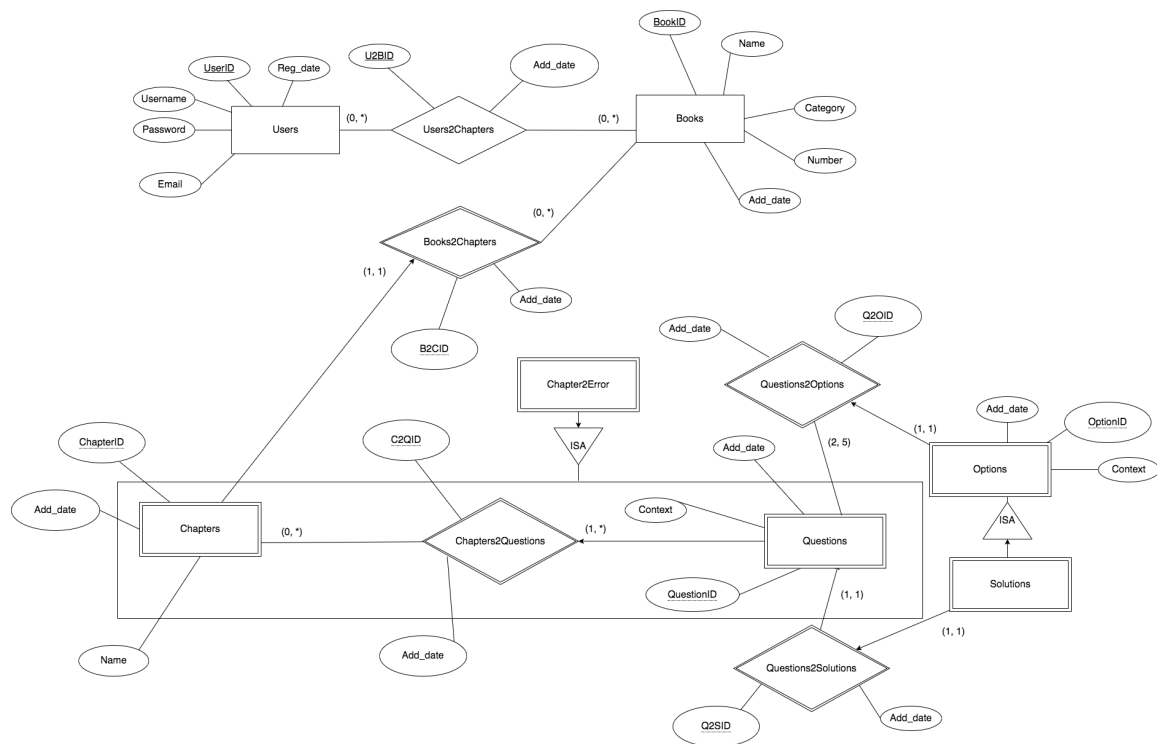 BookID
Name
U2BID
Add_date
UserID
Reg_date
Username
Category
Users
(0, *)
Users2Chapters
(0, *)
Books
Password
Number
Email
Add_date
(0, *)
Books2Chapters
(1, 1)
Add_date
Q2OID
Add_date
B2CID
Chapter2Error
Questions2Options
Add_date
OptionID
ChapterID
C2QID
ISA
(1, 1)
(2, 5)
Add_date
Options
Context
Add_date
Context
ISA
Chapters
(0, *)
Chapters2Questions
(1, *)
Questions
Solutions
QuestionID
(1, 1)
(1, 1)
Name
Add_date
Questions2Solutions
Q2SID
Add_date